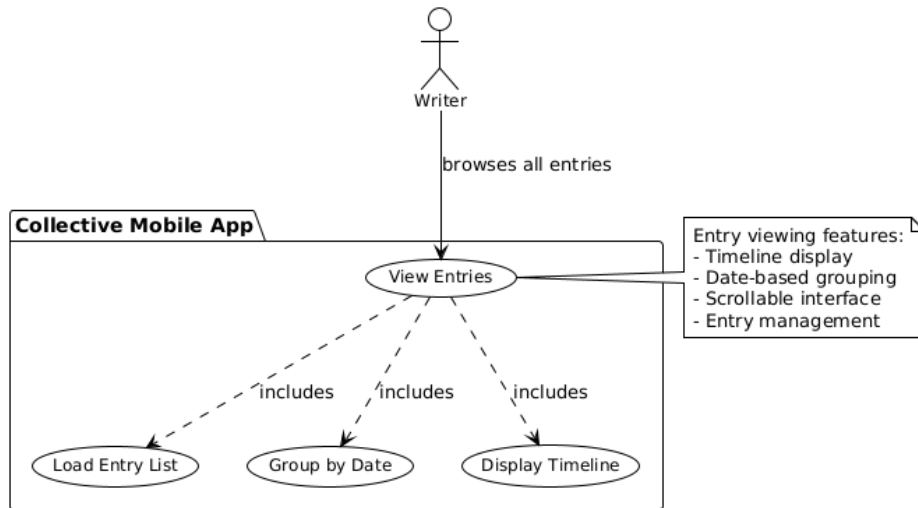 Writer
browses all entries
Collective Mobile App
Entry viewing features:
- Timeline display
- Date-based grouping
- Scrollable interface
- Entry management
View Entries
includes
includes
includes
Load Entry List
Group by Date
Display Timeline